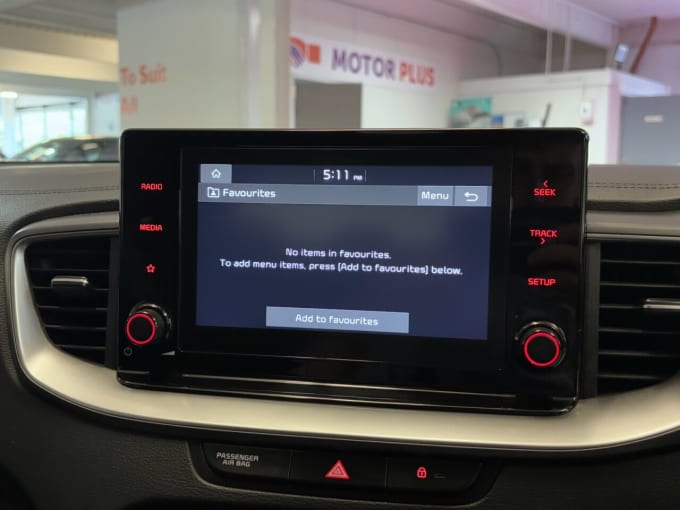 To Suit
MOTOR PLUS
5:11 PM
Favourites
Menu
No items in favourites.
To add menu items, press [Add to favourites] below.
Add to favourites
RADIO
MEDIA
SEEK
TRACK
SETUP
PASSENGER
AIR BAG